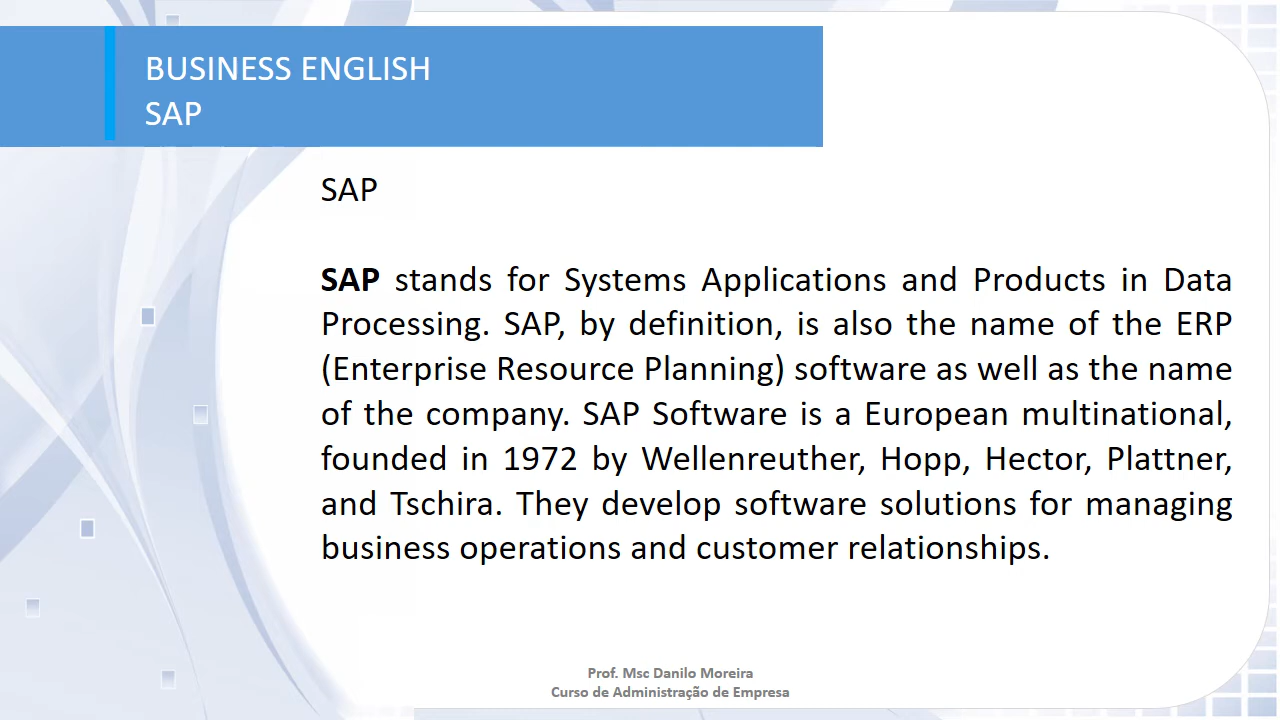 BUSINESS ENGLISH
SAP
SAP
SAP stands for Systems Applications and Products in Data
Processing. SAP, by definition, is also the name of the ERP
(Enterprise Resource Planning) software as well as the name
of the company. SAP Software is a European multinational,
founded in 1972 by Wellenreuther, Hopp, Hector, Plattner,
and Tschira. They develop software solutions for managing
business operations and customer relationships.
Prof. Msc Danilo Moreira
Curso de Administração de Empresa